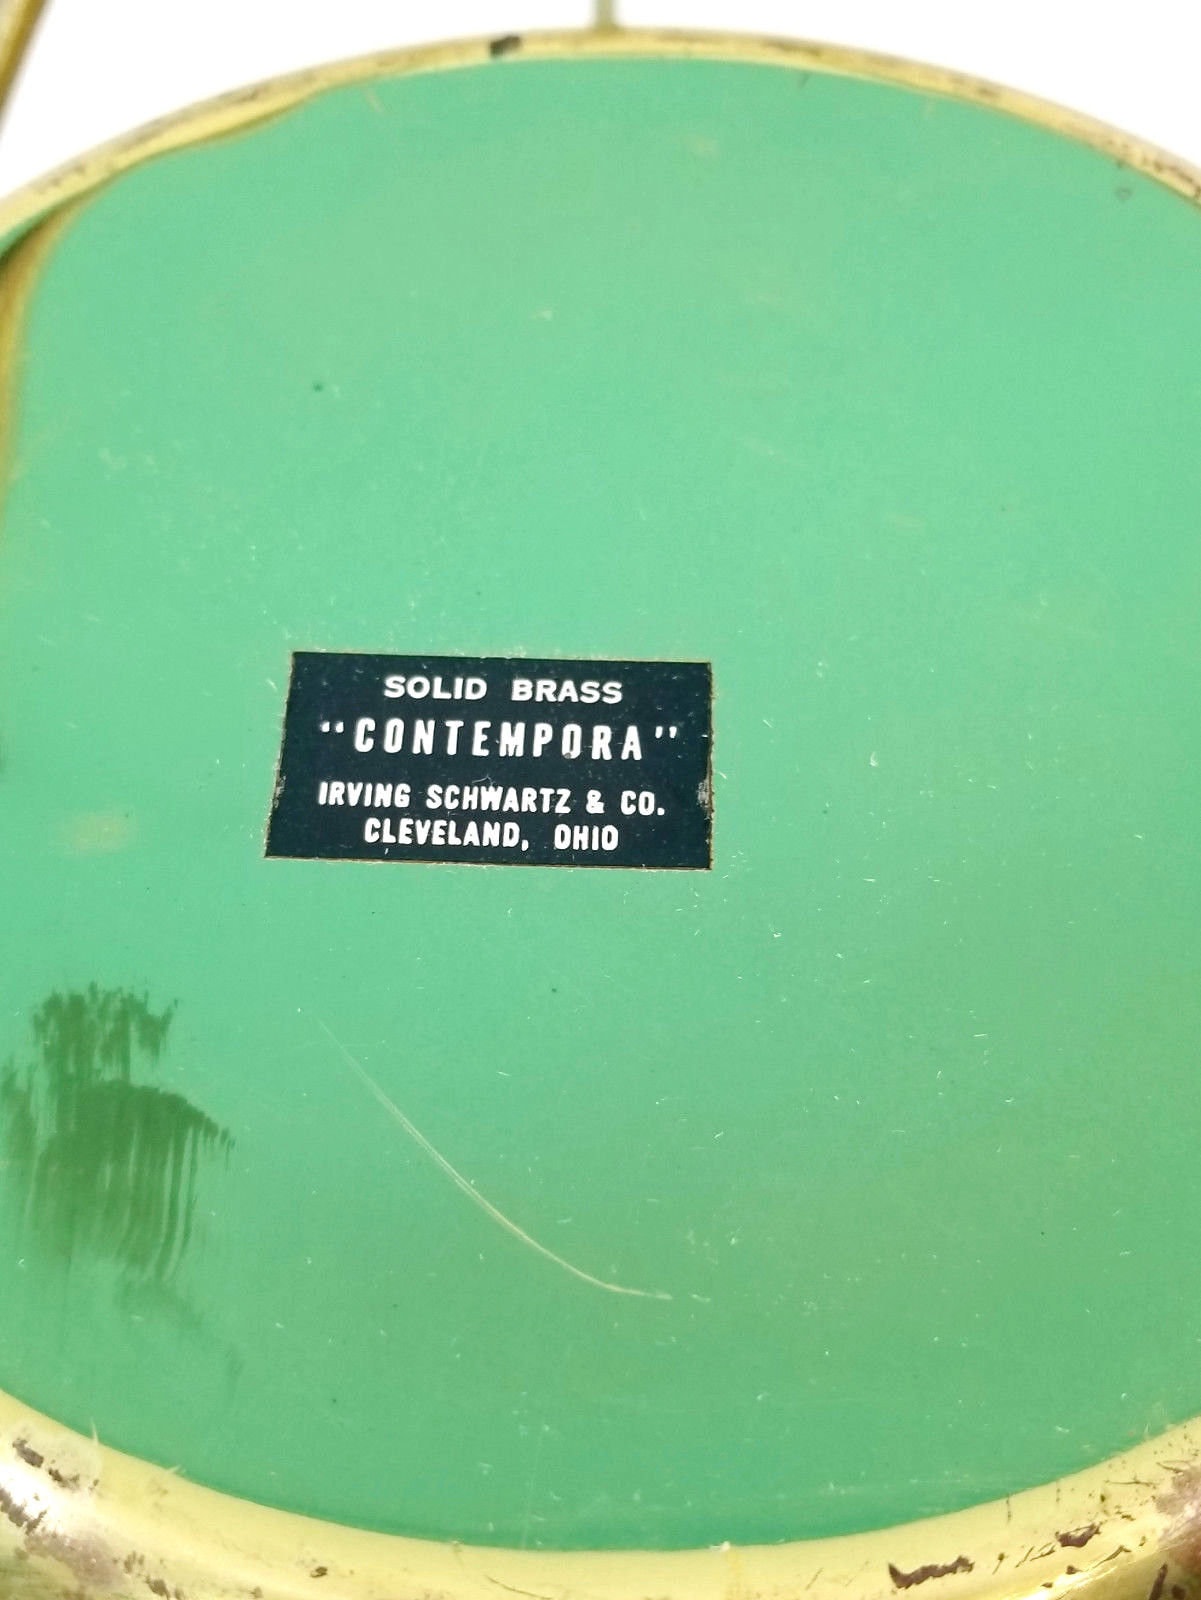 SOLID BRASS
"CONTEMPORA"
IRVING SCHWARTZ & CO.
CLEVELAND, OHIO